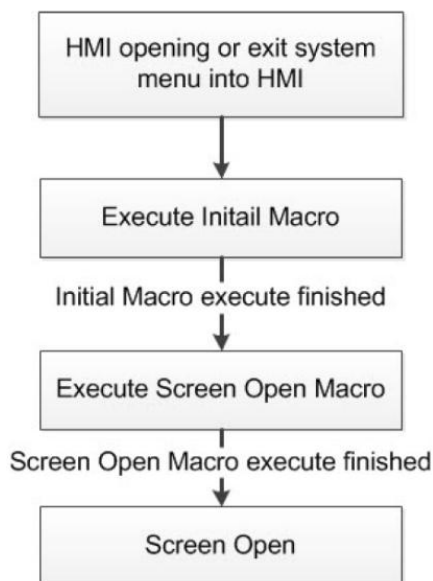 HMI opening or exit system
menu into HMI
Execute Initail Macro
Initial Macro execute finished
Execute Screen Open Macro
Screen Open Macro execute finished
Screen Open